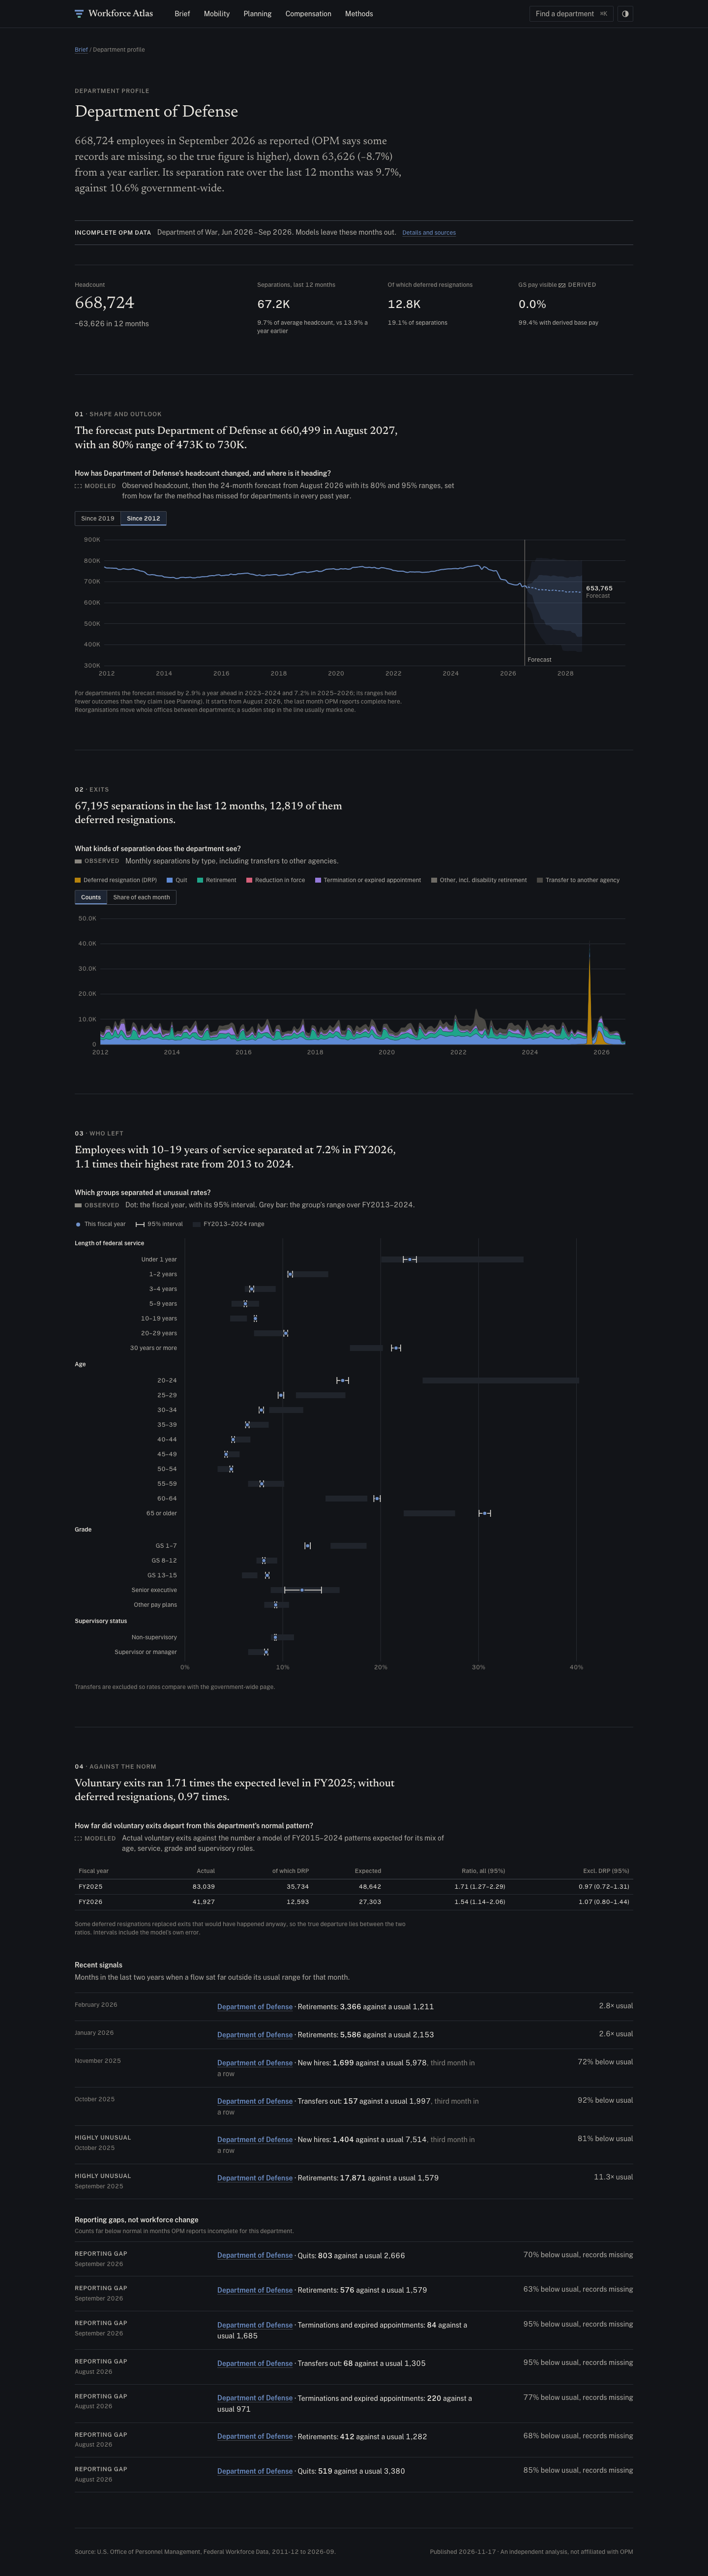 Workforce Atlas Brief Mobility Planning Compensation Methods Find a department ⌘K
Brief / Department profile
DEPARTMENT PROFILE
Department of Defense
668,724 employees in September 2026 as reported (OPM says some
records are missing, so the true figure is higher), down 63,626 (−8.7%)
from a year earlier. Its separation rate over the last 12 months was 9.7%,
against 10.6% government-wide.
INCOMPLETE OPM DATA Department of War, Jun 2026–Sep 2026. Models leave these months out. Details and sources
Headcount
668,724
−63,626 in 12 months
Separations, last 12 months
67.2K
9.7% of average headcount, vs 13.9% a
year earlier
Of which deferred resignations
12.8K
19.1% of separations
GS pay visible DERIVED
0.0%
99.4% with derived base pay
01 · SHAPE AND OUTLOOK
The forecast puts Department of Defense at 660,499 in August 2027,
with an 80% range of 473K to 730K.
How has Department of Defense's headcount changed, and where is it heading?
MODELED Observed headcount, then the 24-month forecast from August 2026 with its 80% and 95% ranges, set
from how far the method has missed for departments in every past year.
Since 2019 Since 2012
900K
800K
700K
600K
500K
400K
300K
653,765
Forecast
Forecast
2012 2014 2016 2018 2020 2022 2024 2026 2028
For departments the forecast missed by 2.9% a year ahead in 2023–2024 and 7.2% in 2025–2026; its ranges held
fewer outcomes than they claim (see Planning). It starts from August 2026, the last month OPM reports complete here.
Reorganisations move whole offices between departments; a sudden step in the line usually marks one.
02 · EXITS
67,195 separations in the last 12 months, 12,819 of them
deferred resignations.
What kinds of separation does the department see?
OBSERVED Monthly separations by type, including transfers to other agencies.
Deferred resignation (DRP) Quit Retirement Reduction in force Termination or expired appointment Other, incl. disability retirement Transfer to another agency
Counts Share of each month
50.0K
40.0K
30.0K
20.0K
10.0K
0
2012 2014 2016 2018 2020 2022 2024 2026
03 · WHO LEFT
Employees with 10–19 years of service separated at 7.2% in FY2026,
1.1 times their highest rate from 2013 to 2024.
Which groups separated at unusual rates?
OBSERVED Dot: the fiscal year, with its 95% interval. Grey bar: the group's range over FY2013–2024.
This fiscal year 95% interval FY2013–2024 range
Length of federal service
Under 1 year
1–2 years
3–4 years
5–9 years
10–19 years
20–29 years
30 years or more
Age
20–24
25–29
30–34
35–39
40–44
45–49
50–54
55–59
60–64
65 or older
Grade
GS 1–7
GS 8–12
GS 13–15
Senior executive
Other pay plans
Supervisory status
Non-supervisory
Supervisor or manager
0% 10% 20% 30% 40%
Transfers are excluded so rates compare with the government-wide page.
04 · AGAINST THE NORM
Voluntary exits ran 1.71 times the expected level in FY2025; without
deferred resignations, 0.97 times.
How far did voluntary exits depart from this department's normal pattern?
MODELED Actual voluntary exits against the number a model of FY2015–2024 patterns expected for its mix of
age, service, grade and supervisory roles.
Fiscal year Actual of which DRP Expected Ratio, all (95%) Excl. DRP (95%)
FY2025 83,039 35,734 48,642 1.71 (1.27–2.29) 0.97 (0.72–1.31)
FY2026 41,927 12,593 27,303 1.54 (1.14–2.06) 1.07 (0.80–1.44)
Some deferred resignations replaced exits that would have happened anyway, so the true departure lies between the two
ratios. Intervals include the model's own error.
Recent signals
Months in the last two years when a flow sat far outside its usual range for that month.
February 2026 Department of Defense · Retirements: 3,366 against a usual 1,211 2.8× usual
January 2026 Department of Defense · Retirements: 5,586 against a usual 2,153 2.6× usual
November 2025 Department of Defense · New hires: 1,699 against a usual 5,978, third month in
a row 72% below usual
October 2025 Department of Defense · Transfers out: 157 against a usual 1,997, third month in
a row 92% below usual
HIGHLY UNUSUAL
October 2025 Department of Defense · New hires: 1,404 against a usual 7,514, third month in
a row 81% below usual
HIGHLY UNUSUAL
September 2025 Department of Defense · Retirements: 17,871 against a usual 1,579 11.3× usual
Reporting gaps, not workforce change
Counts far below normal in months OPM reports incomplete for this department.
REPORTING GAP
September 2026 Department of Defense · Quits: 803 against a usual 2,666 70% below usual, records missing
REPORTING GAP
September 2026 Department of Defense · Retirements: 576 against a usual 1,579 63% below usual, records missing
REPORTING GAP
September 2026 Department of Defense · Terminations and expired appointments: 84 against a
usual 1,685 95% below usual, records missing
REPORTING GAP
August 2026 Department of Defense · Transfers out: 68 against a usual 1,305 95% below usual, records missing
REPORTING GAP
August 2026 Department of Defense · Terminations and expired appointments: 220 against a
usual 971 77% below usual, records missing
REPORTING GAP
August 2026 Department of Defense · Retirements: 412 against a usual 1,282 68% below usual, records missing
REPORTING GAP
August 2026 Department of Defense · Quits: 519 against a usual 3,380 85% below usual, records missing
Source: U.S. Office of Personnel Management, Federal Workforce Data, 2011-12 to 2026-09. Published 2026-11-17 · An independent analysis, not affiliated with OPM